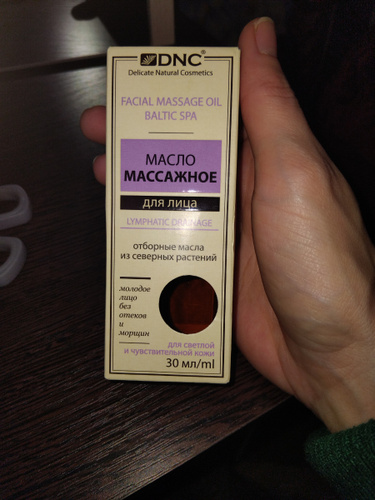 DNC®
Delicate Natural Cosmetics
FACIAL MASSAGE OIL
BALTIC SPA
МАСЛО
МАССАЖНОЕ
для лица
LYMPHATIC DRAINAGE
отборные масла
из северных растений
молодое
лицо
без
отеков
и
морщин
для светлой
и чувствительной кожи
30 мл/ml